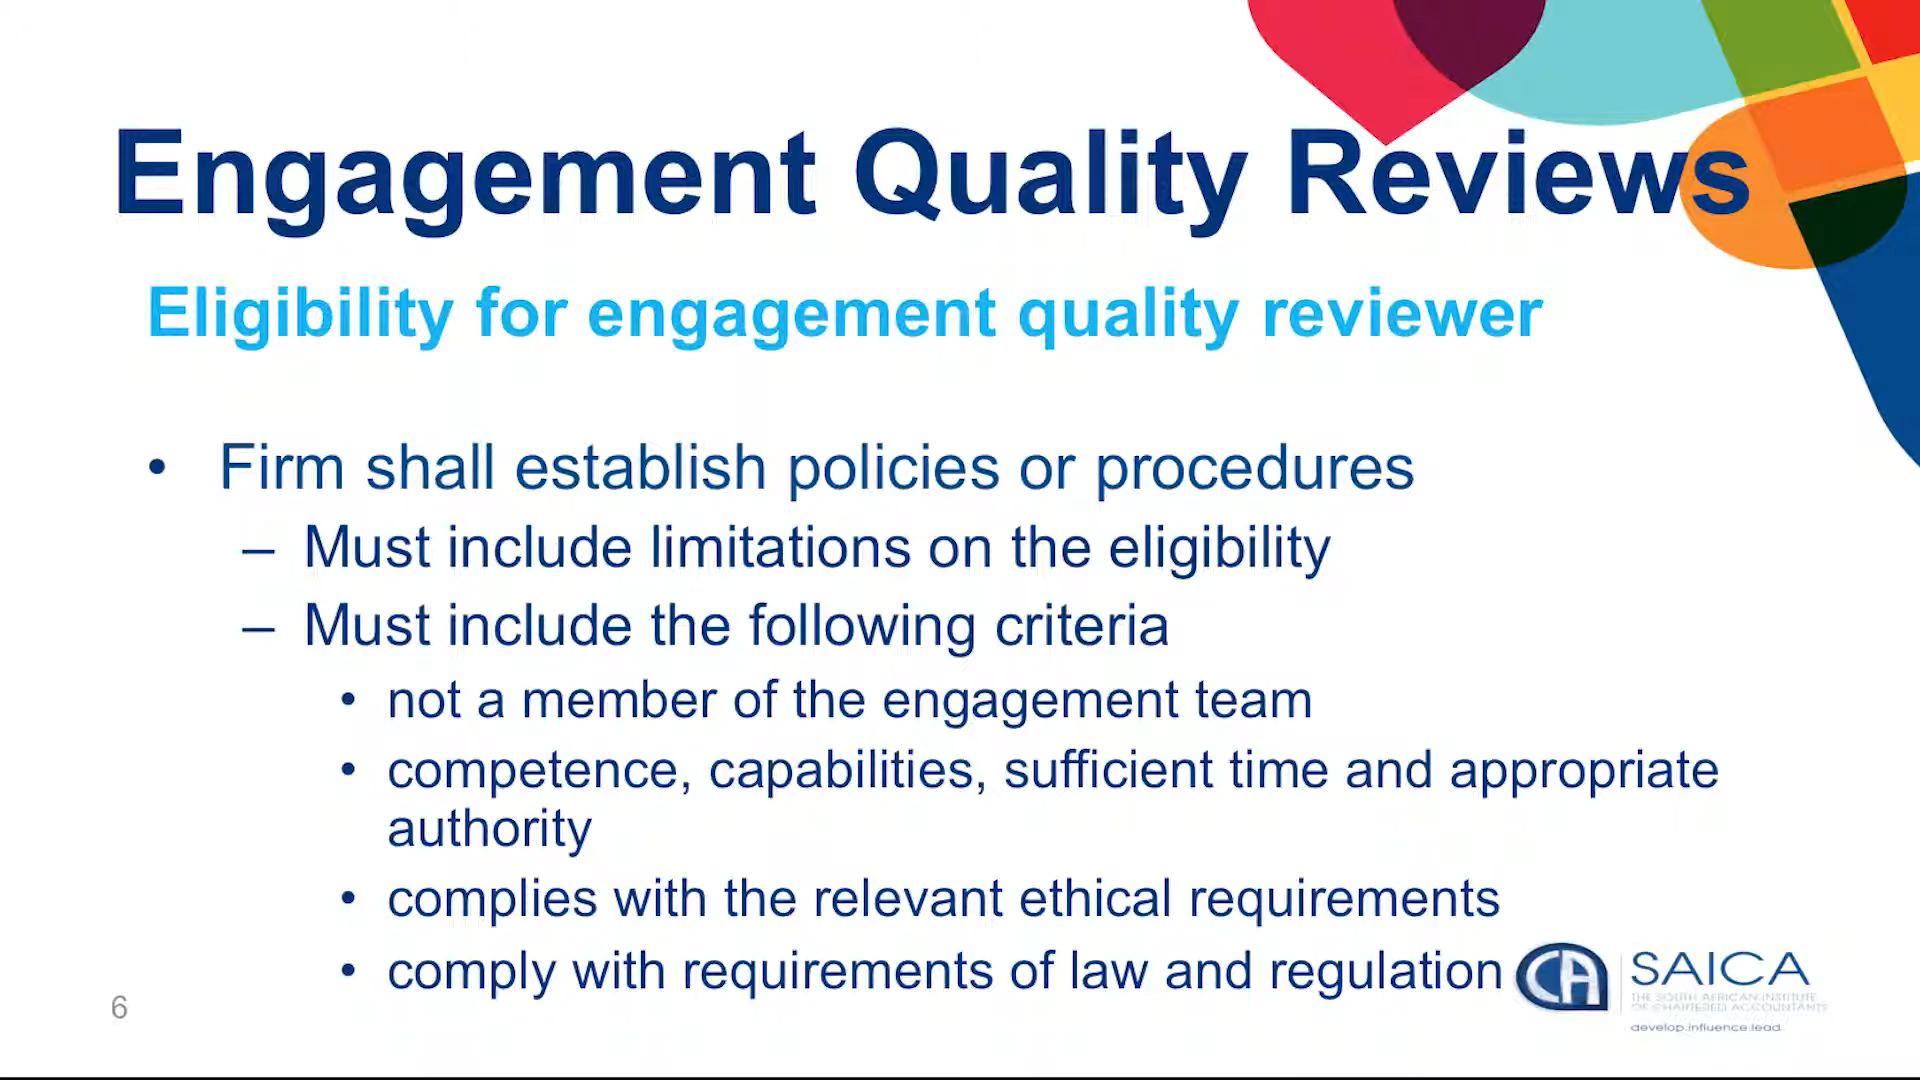 Engagement Quality Reviews
Eligibility for engagement quality reviewer
• Firm shall establish policies or procedures
– Must include limitations on the eligibility
– Must include the following criteria
• not a member of the engagement team
• competence, capabilities, sufficient time and appropriate
authority
• complies with the relevant ethical requirements
• comply with requirements of law and regulation
CA
SAICA
THE SOUTH AFRICAN INSTITUTE
OF CHARTERED ACCOUNTANTS
develop.influence.lead.
6